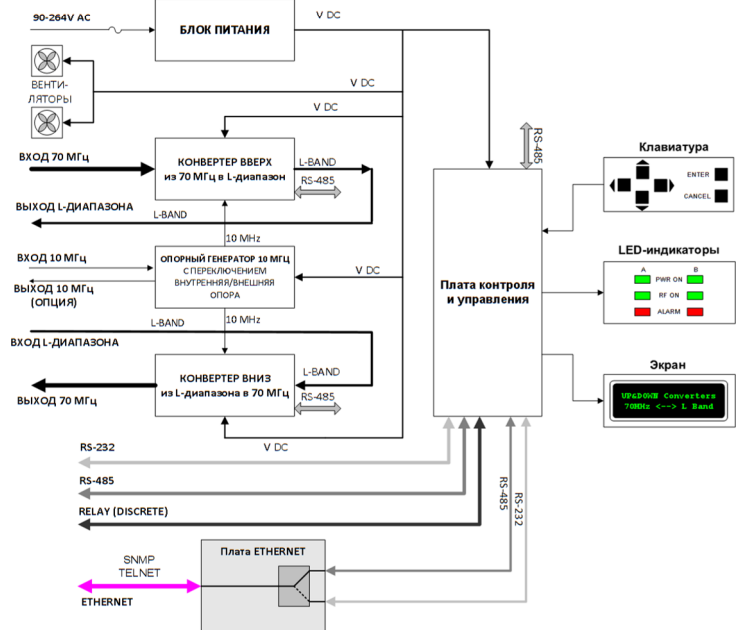 90-264V AC
БЛОК ПИТАНИЯ
V DC
ВЕНТИ-
ЛЯТОРЫ
V DC
V DC
ВХОД 70 МГц
КОНВЕРТЕР ВВЕРХ
из 70 МГц в L-диапазон
L-BAND
RS-485
ВЫХОД L-ДИАПАЗОНА
L-BAND
10 MHz
ВХОД 10 МГц
ВЫХОД 10 МГц
(ОПЦИЯ)
ОПОРНЫЙ ГЕНЕРАТОР 10 МГц
С ПЕРЕКЛЮЧЕНИЕМ
ВНУТРЕННЯЯ/ВНЕШНЯЯ
ОПОРА
V DC
10 MHz
L-BAND
ВХОД L-ДИАПАЗОНА
КОНВЕРТЕР ВНИЗ
из L-диапазона в 70 МГц
L-BAND
RS-485
ВЫХОД 70 МГц
V DC
RS-485
Плата контроля
и управления
Клавиатура
ENTER
CANCEL
LED-индикаторы
A B
PWR ON
RF ON
ALARM
Экран
UP&DOWN Converters
70MHz <--> L Band
RS-232
RS-485
RELAY (DISCRETE)
RS-485
RS-232
Плата ETHERNET
SNMP
TELNET
ETHERNET